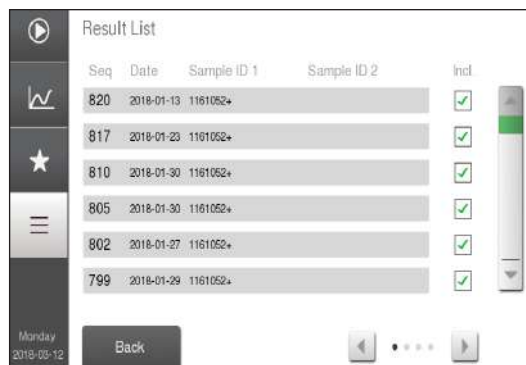 Result List
Seq Date Sample ID 1 Sample ID 2 Incl.
820 2018-01-13 1161052+
817 2018-01-23 1161052+
810 2018-01-30 1161052+
805 2018-01-30 1161052+
802 2018-01-27 1161052+
799 2018-01-29 1161052+
Monday
2018-03-12
Back